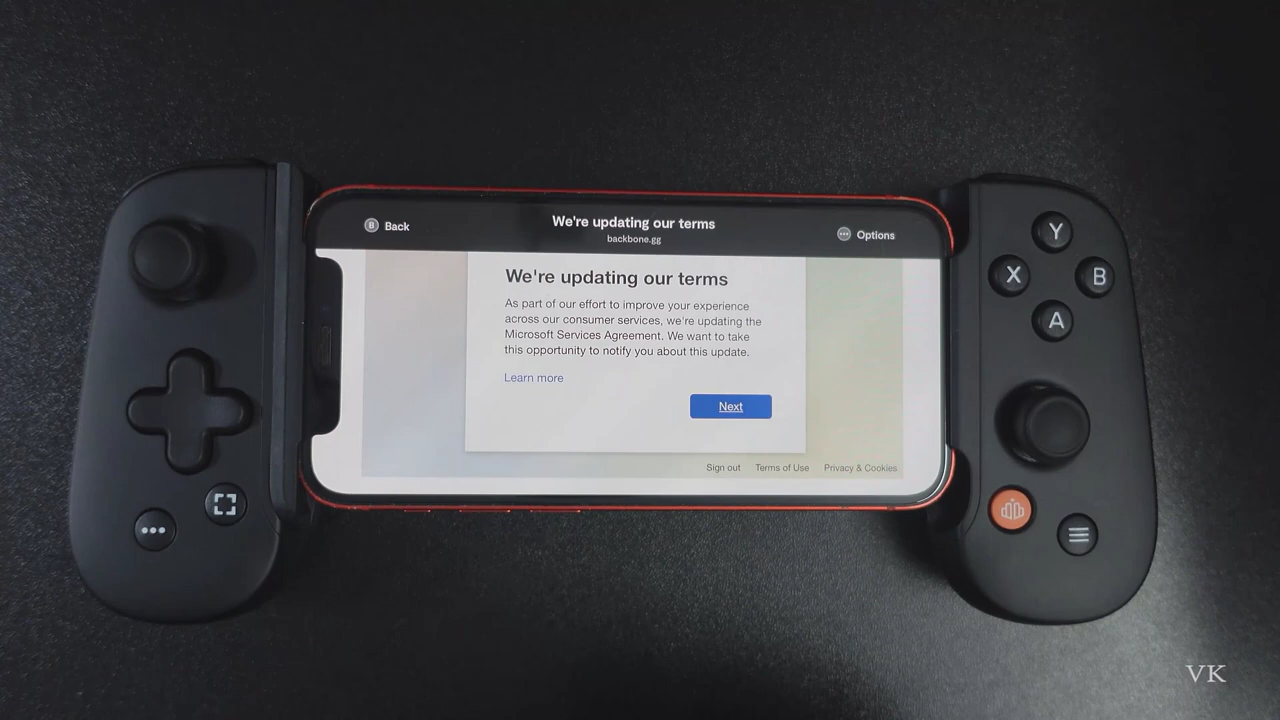 B Back
We're updating our terms
backbone.gg
Options
We're updating our terms
As part of our effort to improve your experience
across our consumer services, we're updating the
Microsoft Services Agreement. We want to take
this opportunity to notify you about this update.
Learn more
Next
Sign out Terms of Use Privacy & Cookies
Y
X
B
A
VK